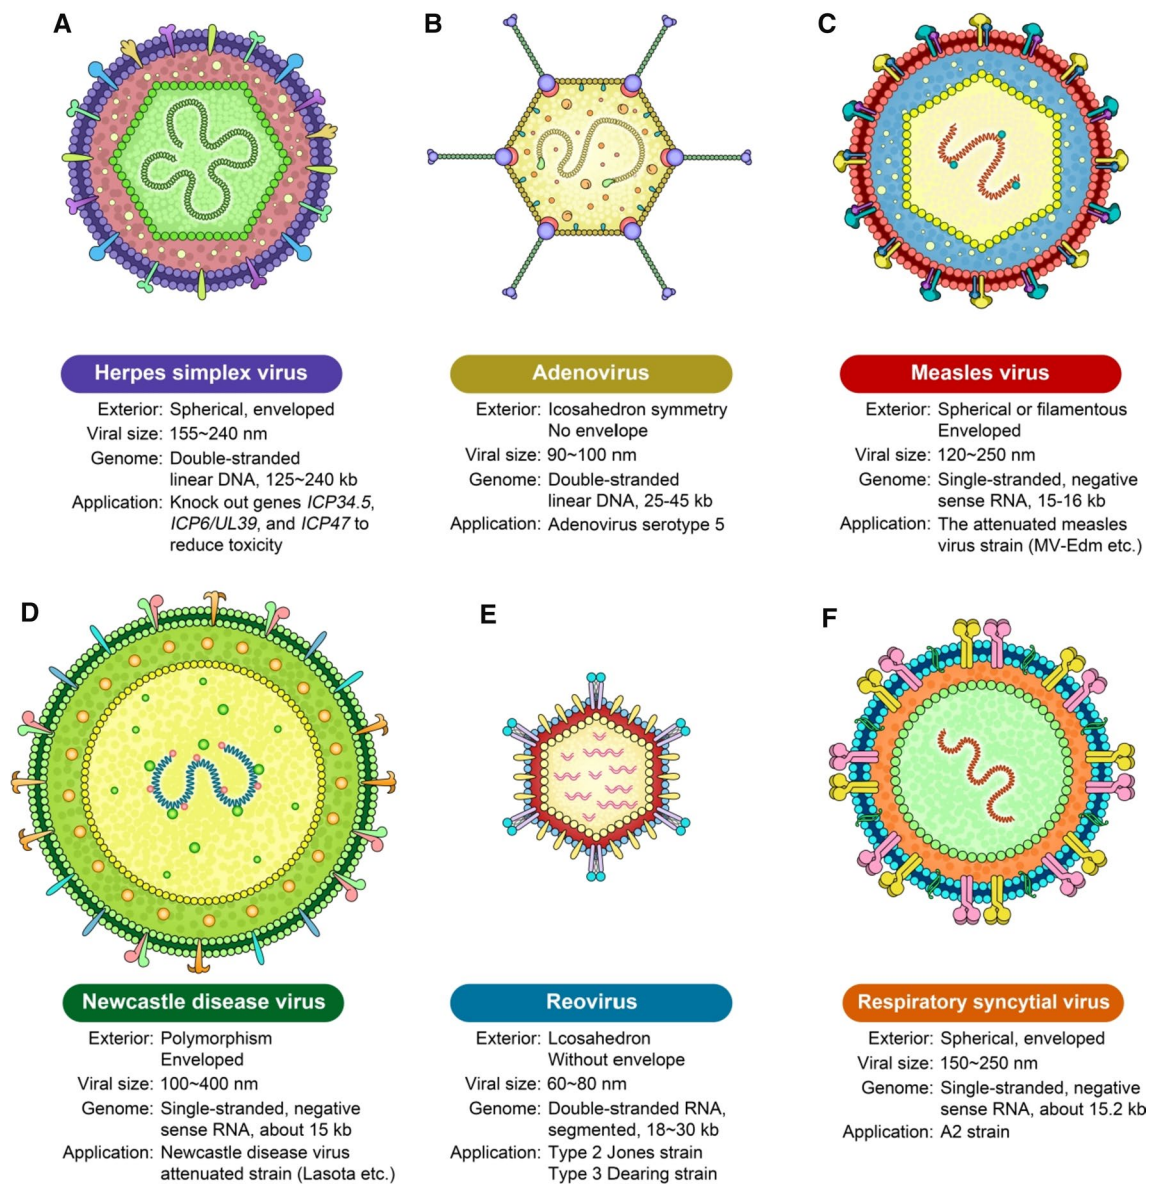 A
B
C
Herpes simplex virus
Exterior: Spherical, enveloped
Viral size: 155~240 nm
Genome: Double-stranded
linear DNA, 125~240 kb
Application: Knock out genes ICP34.5,
ICP6/UL39, and ICP47 to
reduce toxicity
Adenovirus
Exterior: Icosahedron symmetry
No envelope
Viral size: 90~100 nm
Genome: Double-stranded
linear DNA, 25-45 kb
Application: Adenovirus serotype 5
Measles virus
Exterior: Spherical or filamentous
Enveloped
Viral size: 120~250 nm
Genome: Single-stranded, negative
sense RNA, 15-16 kb
Application: The attenuated measles
virus strain (MV-Edm etc.)
D
E
F
Newcastle disease virus
Exterior: Polymorphism
Enveloped
Viral size: 100~400 nm
Genome: Single-stranded, negative
sense RNA, about 15 kb
Application: Newcastle disease virus
attenuated strain (Lasota etc.)
Reovirus
Exterior: Lcosahedron
Without envelope
Viral size: 60~80 nm
Genome: Double-stranded RNA,
segmented, 18~30 kb
Application: Type 2 Jones strain
Type 3 Dearing strain
Respiratory syncytial virus
Exterior: Spherical, enveloped
Viral size: 150~250 nm
Genome: Single-stranded, negative
sense RNA, about 15.2 kb
Application: A2 strain